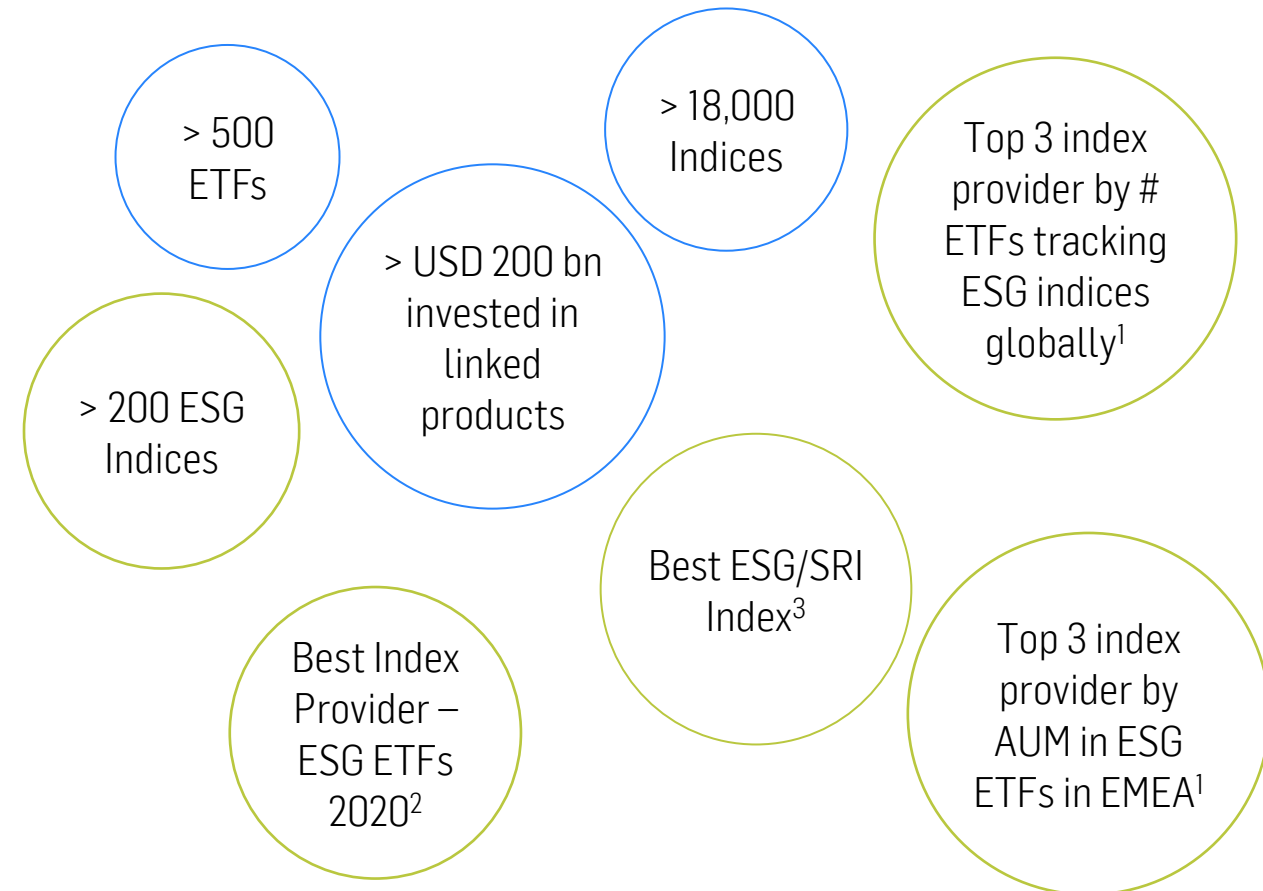 > 500
ETFs
> 18,000
Indices
Top 3 index
provider by #
ETFs tracking
ESG indices
globally¹
> USD 200 bn
invested in
linked
products
> 200 ESG
Indices
Best ESG/SRI
Index³
Best Index
Provider –
ESG ETFs
2020²
Top 3 index
provider by
AUM in ESG
ETFs in EMEA¹